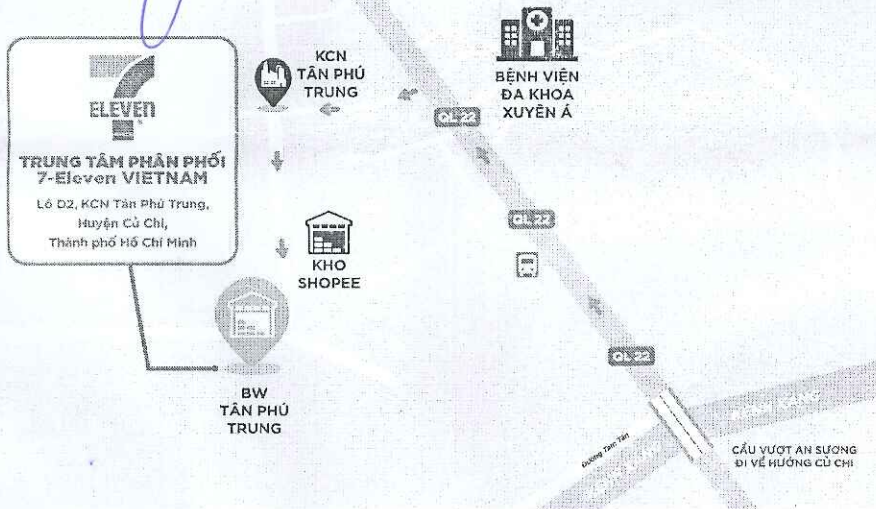 7
ELEVEN
TRUNG TÂM PHÂN PHỐI
7-Eleven VIETNAM
Lô D2, KCN Tân Phú Trung,
Huyện Củ Chi,
Thành phố Hồ Chí Minh
KCN
TÂN PHÚ
TRUNG
BỆNH VIỆN
ĐA KHOA
XUYÊN Á
QL 22
QL 22
KHO
SHOPEE
QL 22
BW
TÂN PHÚ
TRUNG
Đường Tam Tân
CẦU VƯỢT AN SƯƠNG
ĐI VỀ HƯỚNG CỦ CHI